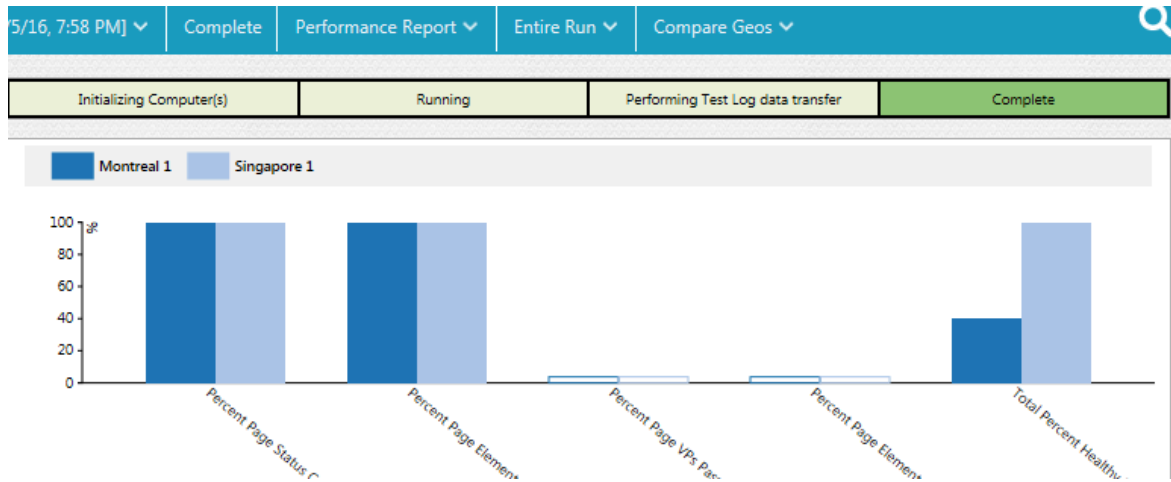 /5/16, 7:58 PM] Complete Performance Report Entire Run Compare Geos
Initializing Computer(s) Running Performing Test Log data transfer Complete
Montreal 1 Singapore 1
100
%
80
60
40
20
0
Percent Page Status
Percent Page
Percent Page VPs
Percent Page Element
Total Percent Healthy